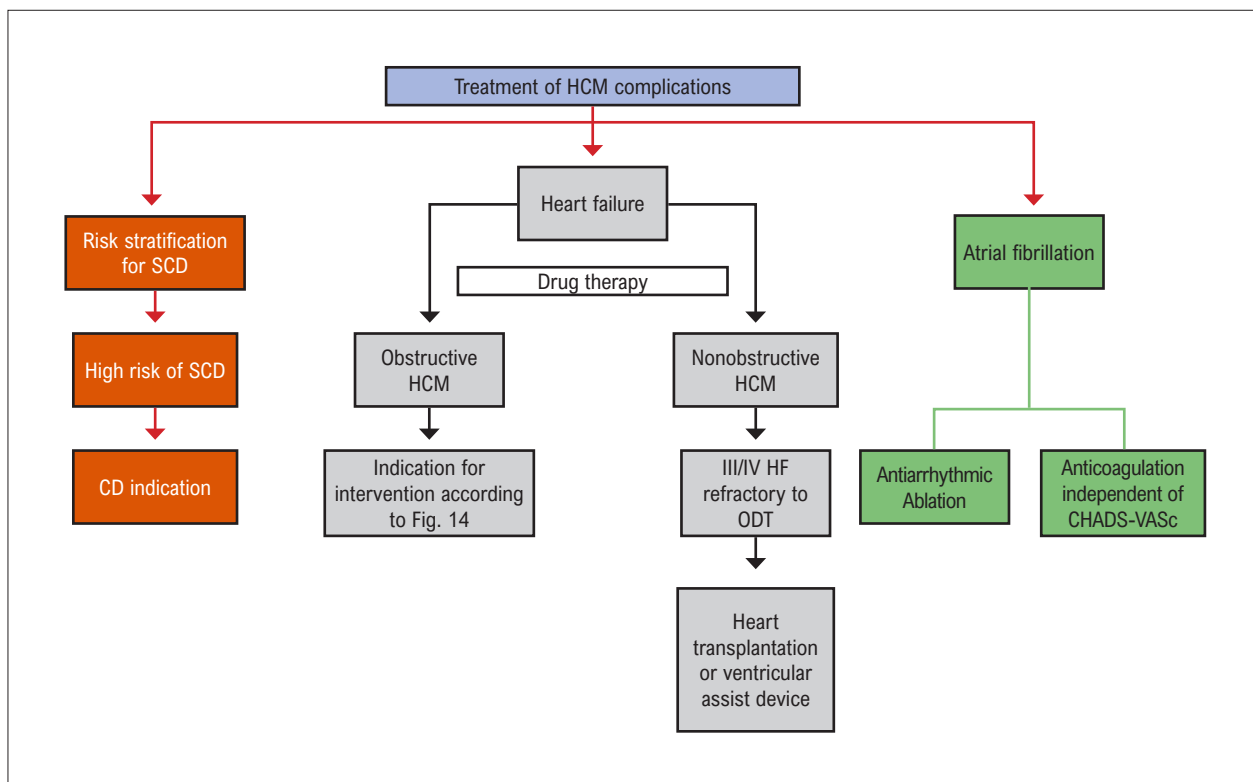 Treatment of HCM complications
Risk stratification
for SCD
High risk of SCD
CD indication
Heart failure
Drug therapy
Obstructive
HCM
Indication for
intervention according
to Fig. 14
Nonobstructive
HCM
III/IV HF
refractory to
ODT
Heart
transplantation
or ventricular
assist device
Atrial fibrillation
Antiarrhythmic
Ablation
Anticoagulation
independent of
CHADS-VASc